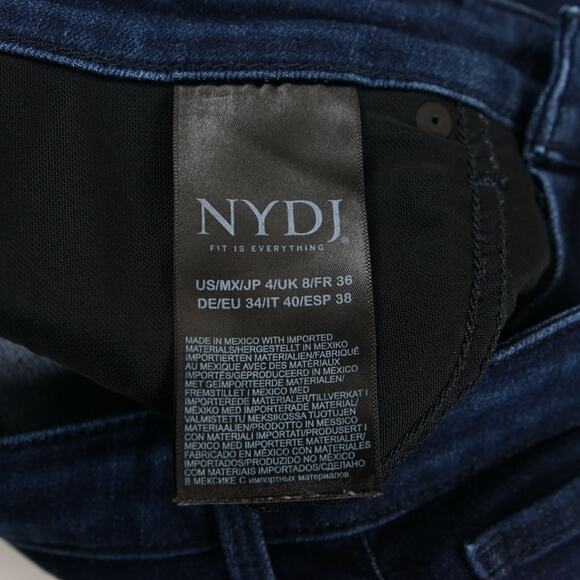 NYDJ®
FIT IS EVERYTHING
US/MX/JP 4/UK 8/FR 36
DE/EU 34/IT 40/ESP 38
MADE IN MEXICO WITH IMPORTED
MATERIALS/HERGESTELLT IN MEXIKO
IMPORTIERTEN MATERIALIEN/FABRIQUÉ
AU MEXIQUE AVEC DES MATÉRIAUX
IMPORTÉS/GEPRODUCEERD IN MEXICO
MET GEÏMPORTEERDE MATERIALEN/
FREMSTILLET I MEXICO MED
IMPORTEREDE MATERIALER/TILLVERKAT I
MEXICO MED IMPORTERADE MATERIAL/
VALMISTETTU MEKSIKOSSA TUOTUJEN
MATERIAALIEN/PRODOTTO IN MESSICO
CON MATERIALI IMPORTATI/PRODUSERT I
MEXICO MED IMPORTERTE MATERIALER/
FABRICADO EN MÉXICO CON MATERIAL
IMPORTADOS/PRODUZIDO NO MÉXICO
COM MATERIAIS IMPORTADOS/СДЕЛАНО
В МЕКСИКЕ С импортных материалов